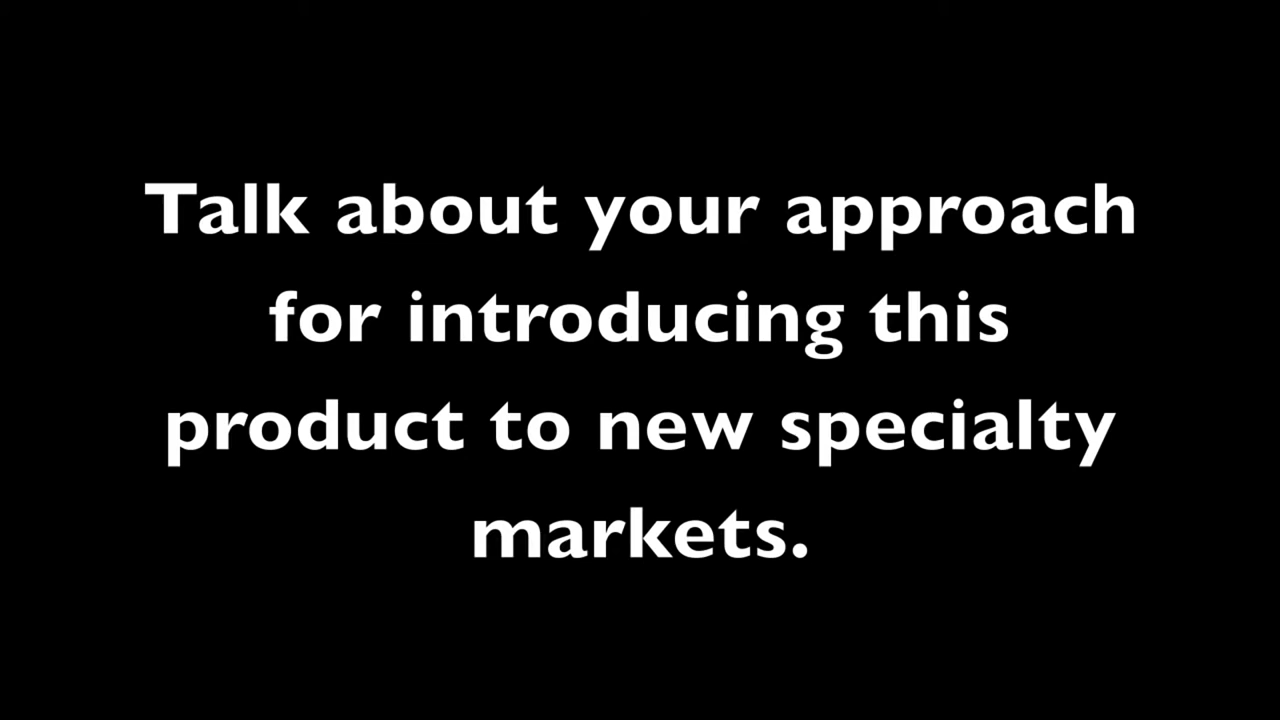 Talk about your approach
for introducing this
product to new specialty
markets.